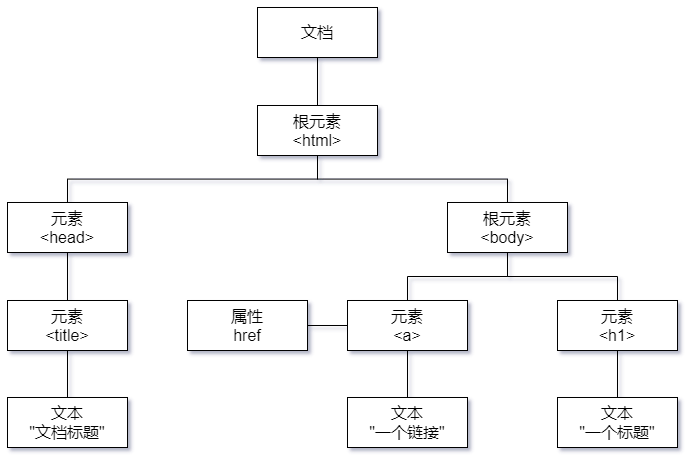 文档
根元素
<html>
元素
<head>
根元素
<body>
元素
<title>
属性
href
元素
<a>
元素
<h1>
文本
"文档标题"
文本
"一个链接"
文本
"一个标题"